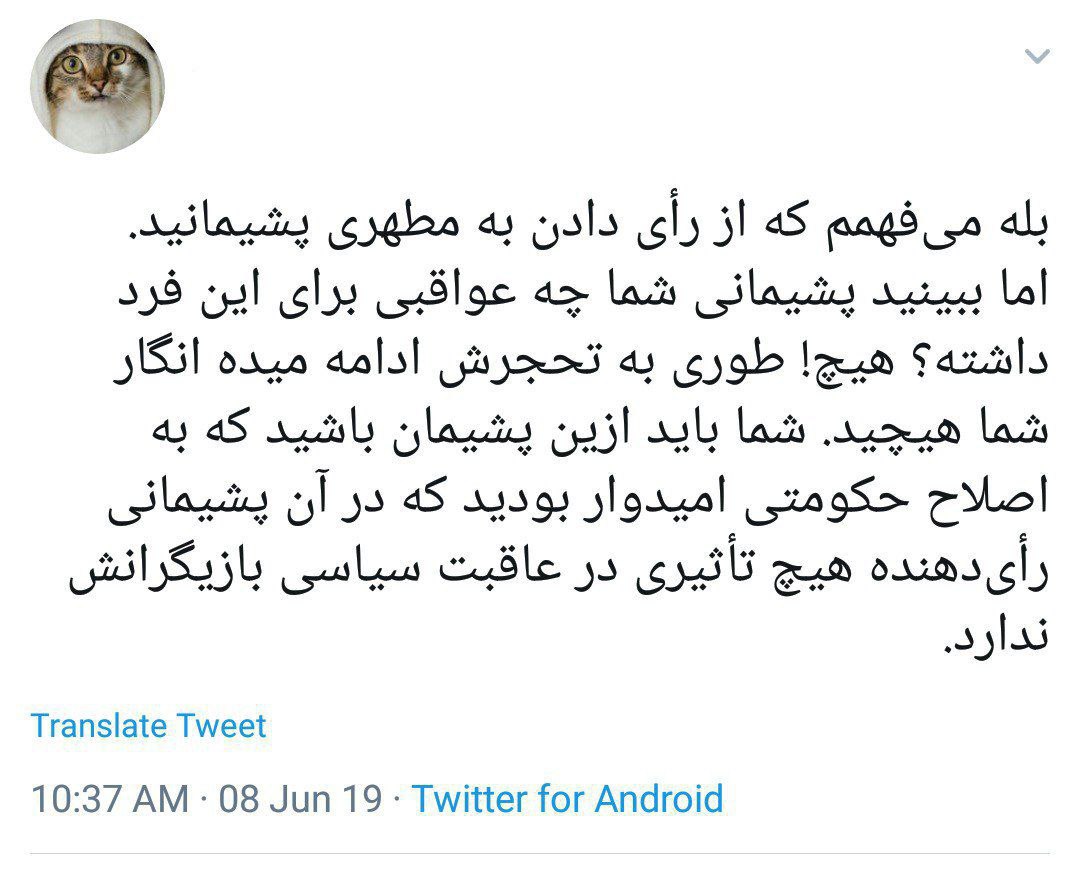 بله می‌فهمم که از رأی دادن به مطهری پشیمانید.
اما ببینید پشیمانی شما چه عواقبی برای این فرد
داشته؟ هیچ! طوری به تحجرش ادامه میده انگار
شما هیچید. شما باید ازین پشیمان باشید که به
اصلاح حکومتی امیدوار بودید که در آن پشیمانی
رأی‌دهنده هیچ تأثیری در عاقبت سیاسی بازیگرانش
ندارد.
Translate Tweet
10:37 AM · 08 Jun 19 · Twitter for Android